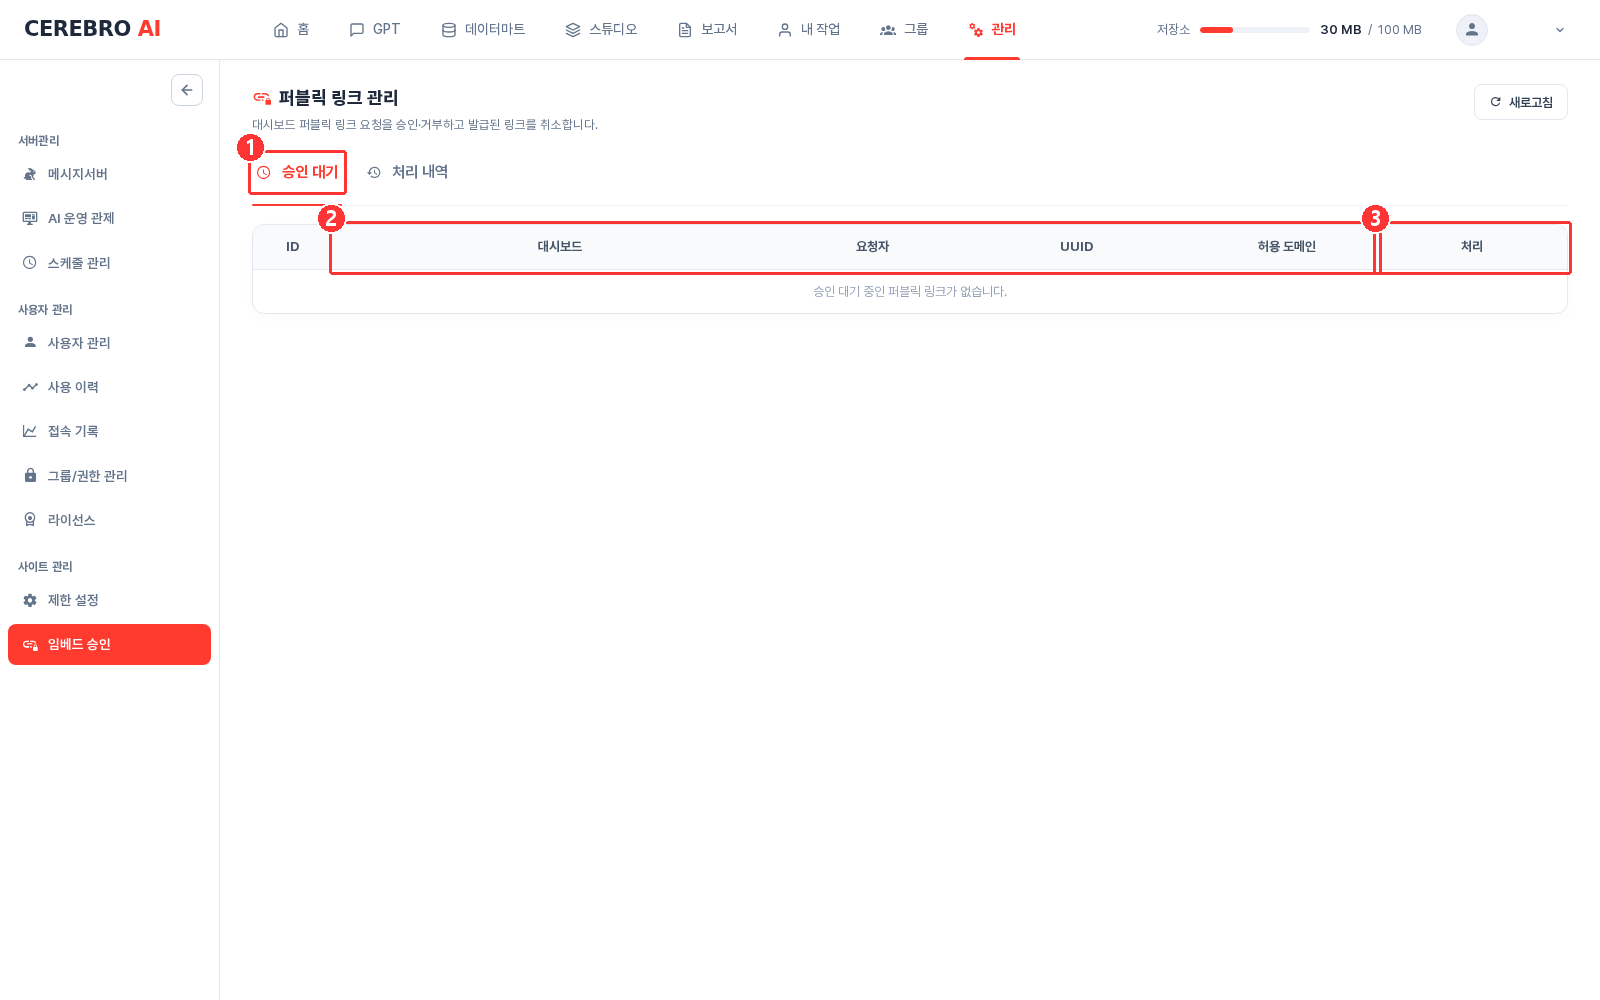 CEREBRO AI
홈
GPT
데이터마트
스튜디오
보고서
내 작업
그룹
관리
저장소
30 MB / 100 MB
서버관리
메시지서버
AI 운영 관제
스케줄 관리
사용자 관리
사용자 관리
사용 이력
접속 기록
그룹/권한 관리
라이선스
사이트 관리
제한 설정
임베드 승인
퍼블릭 링크 관리
대시보드 퍼블릭 링크 요청을 승인·거부하고 발급된 링크를 취소합니다.
새로고침
1
승인 대기
처리 내역
2
3
ID
대시보드
요청자
UUID
허용 도메인
처리
승인 대기 중인 퍼블릭 링크가 없습니다.